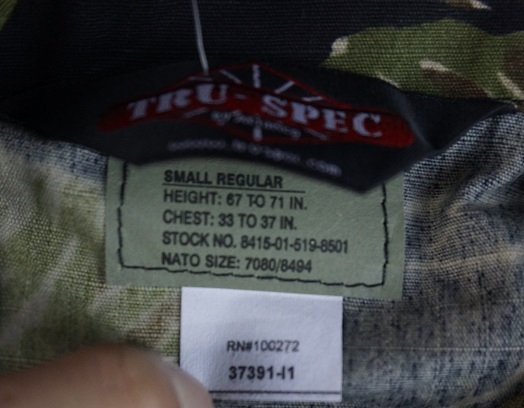 TRU-SPEC
SMALL REGULAR
HEIGHT: 67 TO 71 IN.
CHEST: 33 TO 37 IN.
STOCK NO. 8415-01-519-8501
NATO SIZE: 7080/8494
RN#100272
37391-I1